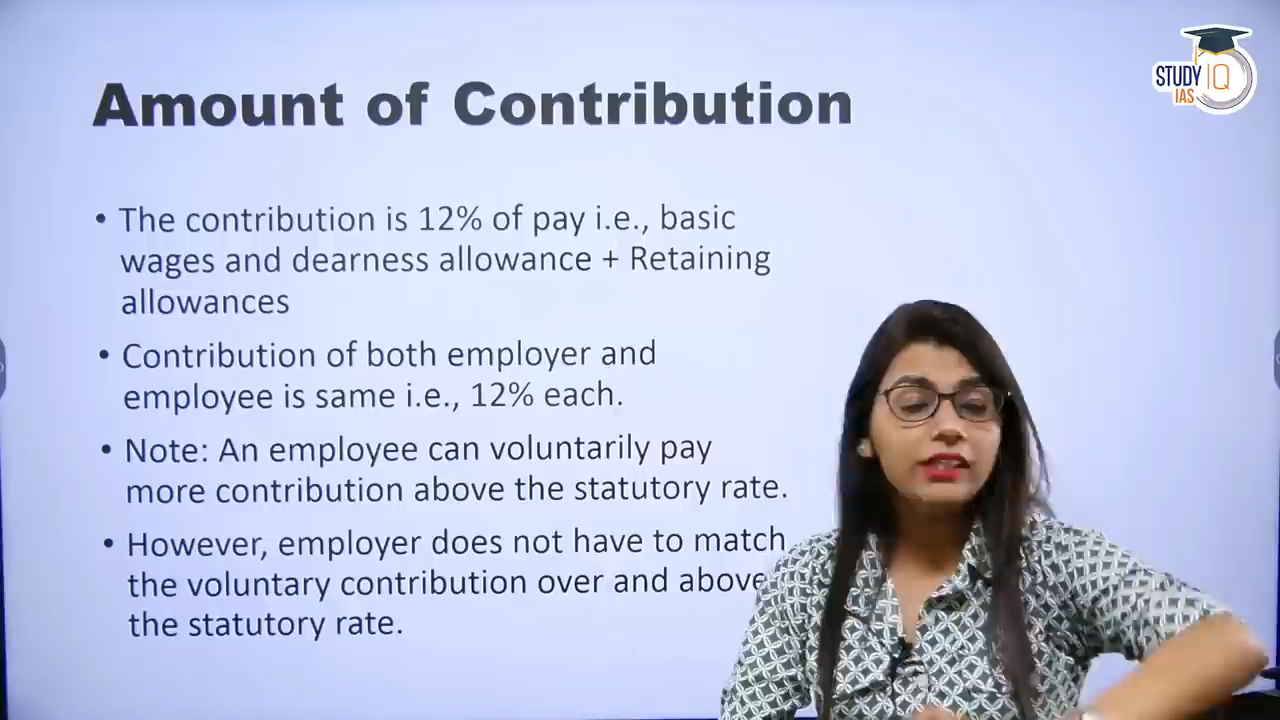 Amount of Contribution
STUDY IQ
IAS
• The contribution is 12% of pay i.e., basic
wages and dearness allowance + Retaining
allowances
• Contribution of both employer and
employee is same i.e., 12% each.
• Note: An employee can voluntarily pay
more contribution above the statutory rate.
• However, employer does not have to match
the voluntary contribution over and above
the statutory rate.